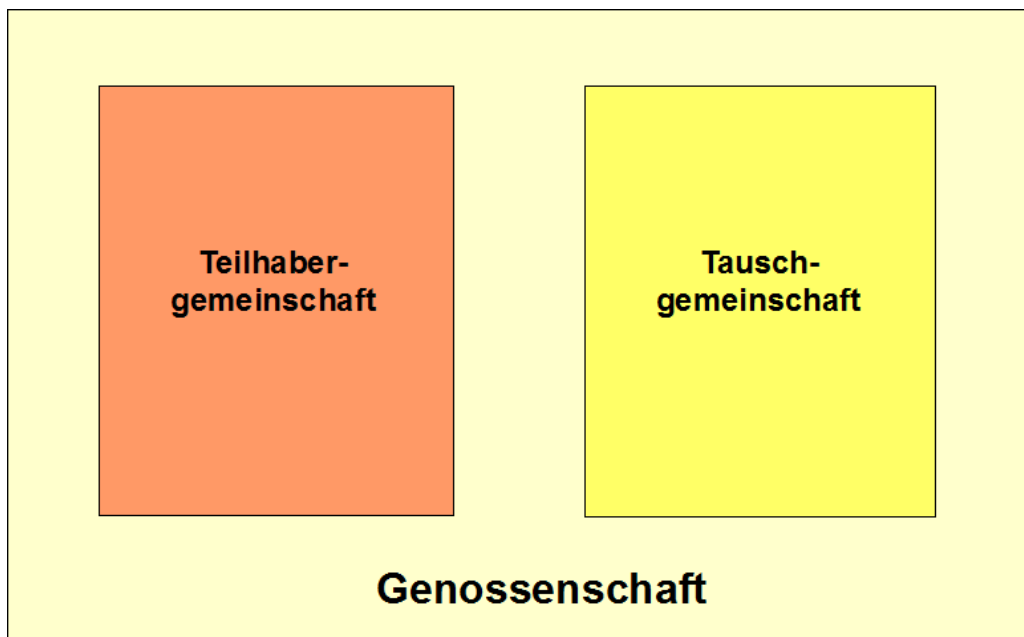 Teilhaber-
gemeinschaft
Tausch-
gemeinschaft
Genossenschaft